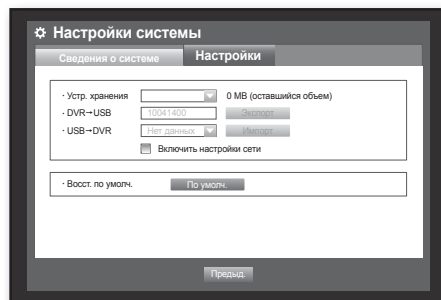 Настройки системы
Сведения о системе Настройки
· Устр. хранения 0 MB (оставшийся объем)
· DVR→USB 10041400 Экспорт
· USB→DVR Нет данных Импорт
Включить настройки сети
· Восст. по умолч. По умолч.
Предыд.